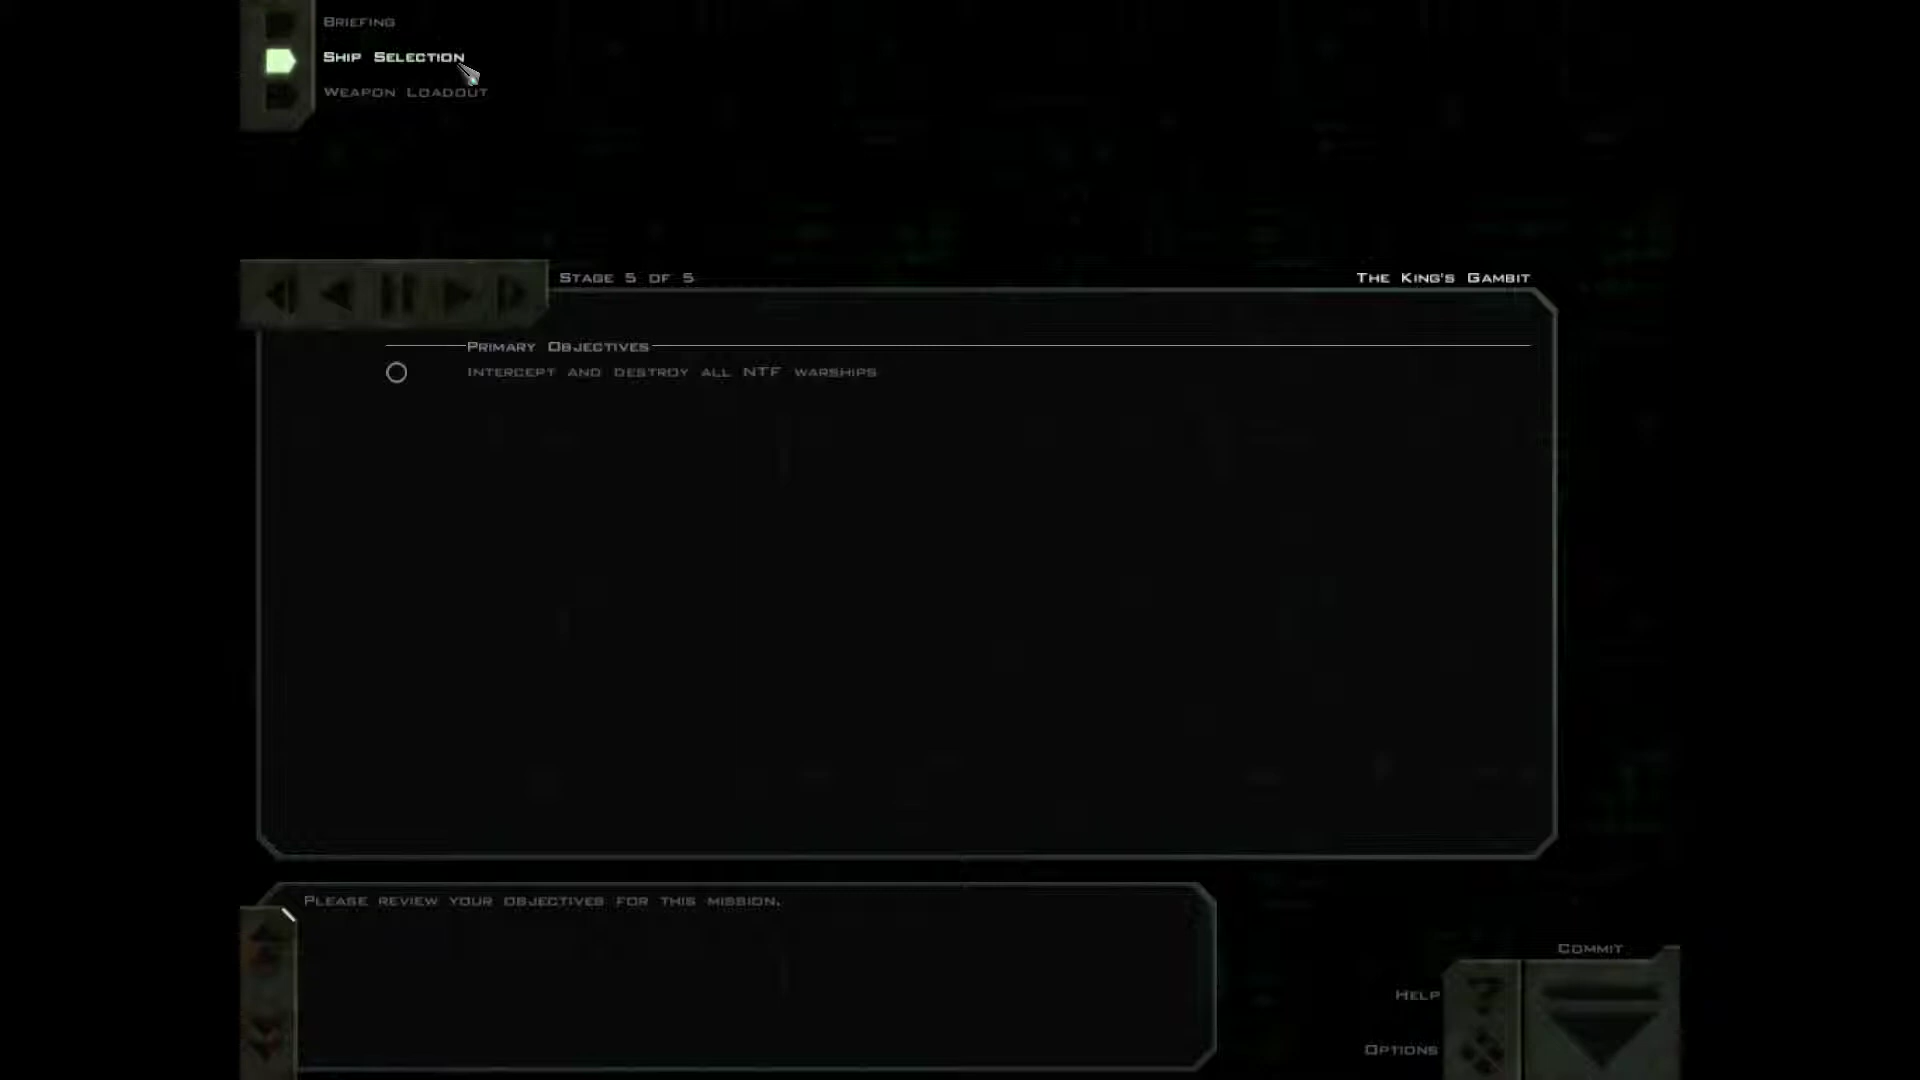 Briefing
Ship Selection
Weapon Loadout
Stage 5 of 5
The King's Gambit
Primary Objectives
Intercept and destroy all NTF warships
Please review your objectives for this mission.
Commit
Help
Options